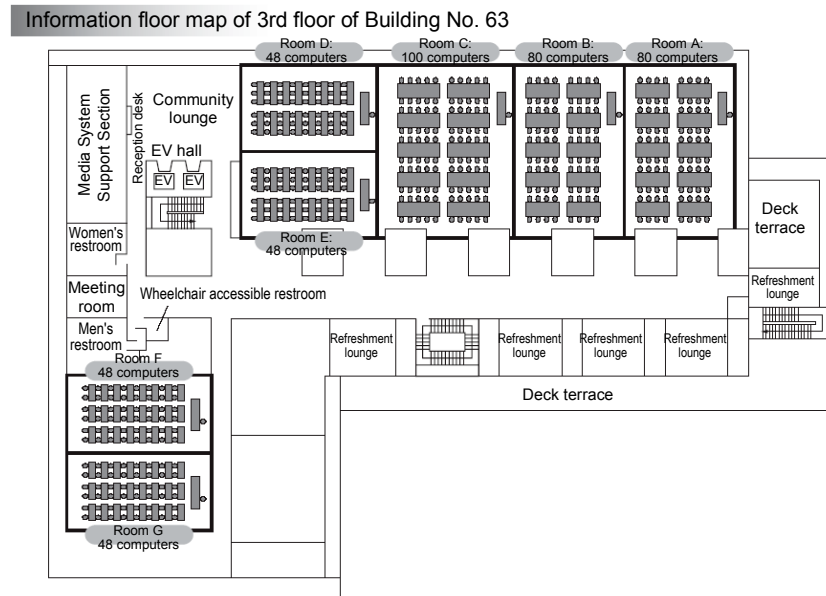 Information floor map of 3rd floor of Building No. 63
Room D:
48 computers
Room C:
100 computers
Room B:
80 computers
Room A:
80 computers
Media System
Support Section
Reception desk
Community
lounge
EV hall
EV
EV
Women's
restroom
Room E:
48 computers
Deck
terrace
Meeting
room
Wheelchair accessible restroom
Refreshment
lounge
Men's
restroom
Refreshment
lounge
Refreshment
lounge
Refreshment
lounge
Refreshment
lounge
Room F
48 computers
Deck terrace
Room G
48 computers